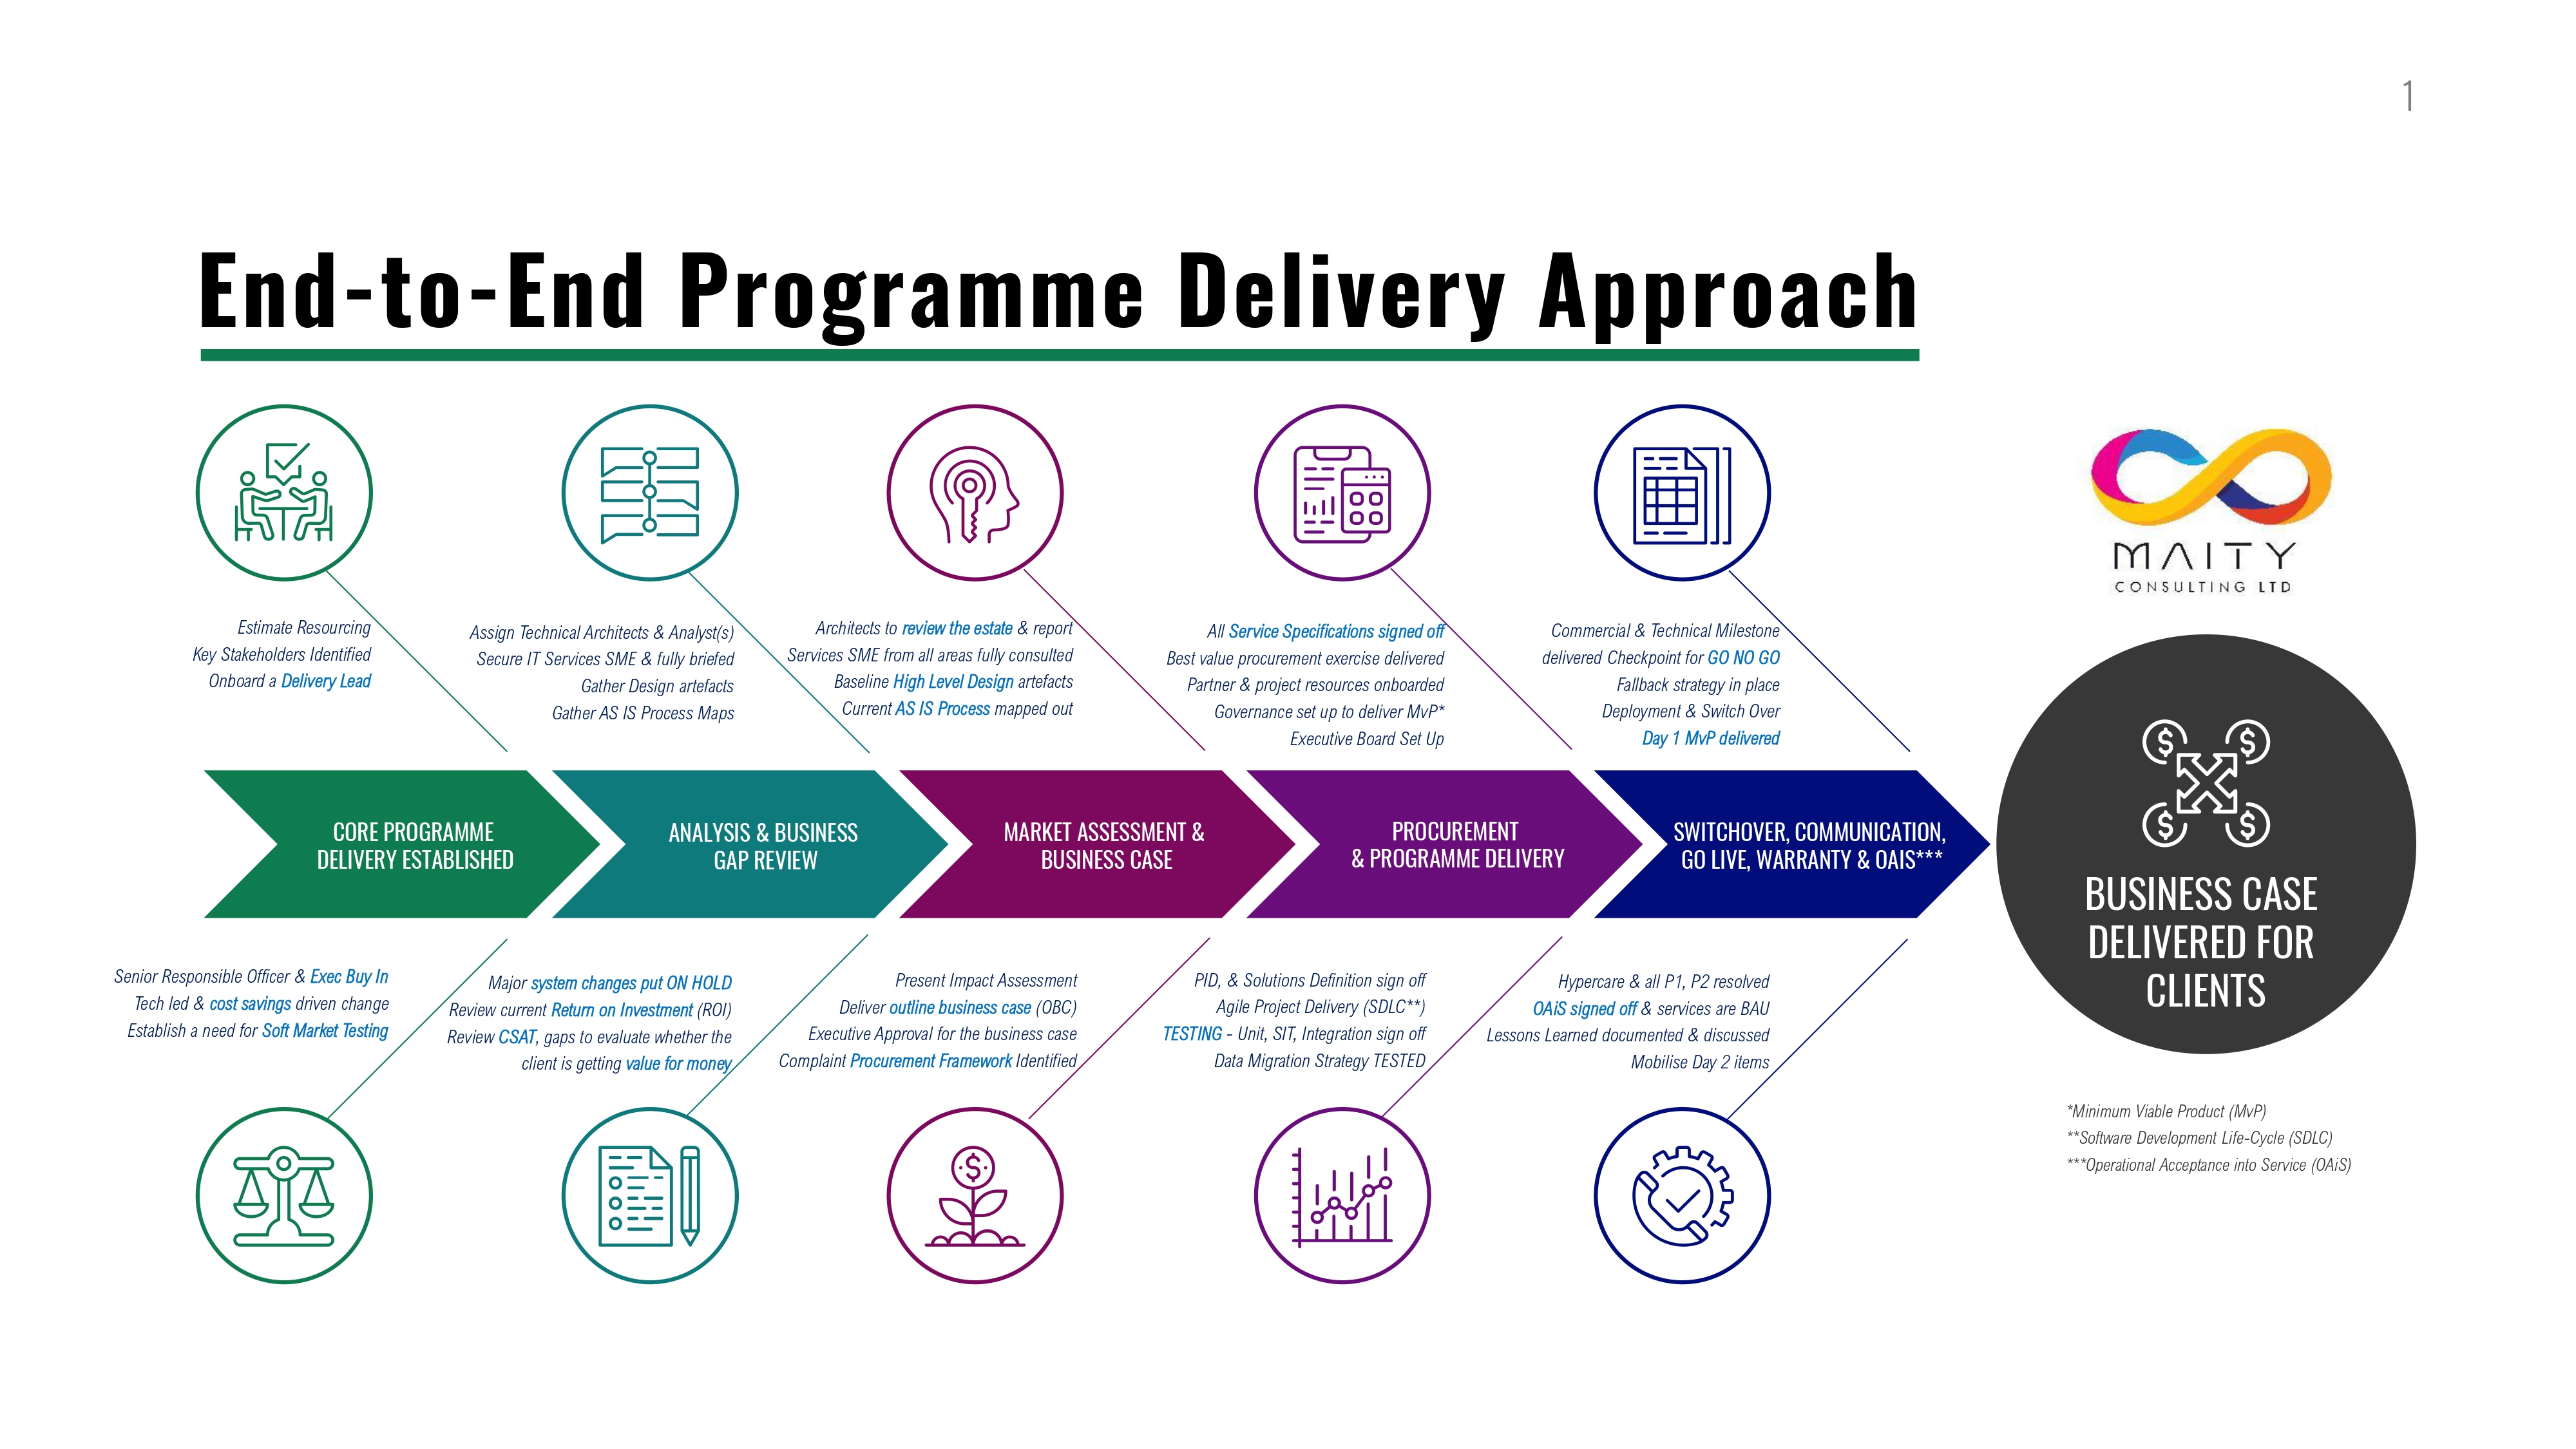 1
End-to-End Programme Delivery Approach
MAITY
CONSULTING LTD
Estimate Resourcing
Key Stakeholders Identified
Onboard a Delivery Lead
Assign Technical Architects & Analyst(s)
Secure IT Services SME & fully briefed
Gather Design artefacts
Gather AS IS Process Maps
Architects to review the estate & report
Services SME from all areas fully consulted
Baseline High Level Design artefacts
Current AS IS Process mapped out
All Service Specifications signed off
Best value procurement exercise delivered
Partner & project resources onboarded
Governance set up to deliver MvP*
Executive Board Set Up
Commercial & Technical Milestone
delivered Checkpoint for GO NO GO
Fallback strategy in place
Deployment & Switch Over
Day 1 MvP delivered
CORE PROGRAMME
DELIVERY ESTABLISHED
ANALYSIS & BUSINESS
GAP REVIEW
MARKET ASSESSMENT &
BUSINESS CASE
PROCUREMENT
& PROGRAMME DELIVERY
SWITCHOVER, COMMUNICATION,
GO LIVE, WARRANTY & OAIS***
BUSINESS CASE
DELIVERED FOR
CLIENTS
Senior Responsible Officer & Exec Buy In
Tech led & cost savings driven change
Establish a need for Soft Market Testing
Major system changes put ON HOLD
Review current Return on Investment (ROI)
Review CSAT, gaps to evaluate whether the
client is getting value for money
Present Impact Assessment
Deliver outline business case (OBC)
Executive Approval for the business case
Complaint Procurement Framework Identified
PID, & Solutions Definition sign off
Agile Project Delivery (SDLC**)
TESTING - Unit, SIT, Integration sign off
Data Migration Strategy TESTED
Hypercare & all P1, P2 resolved
OAiS signed off & services are BAU
Lessons Learned documented & discussed
Mobilise Day 2 items
*Minimum Viable Product (MvP)
**Software Development Life-Cycle (SDLC)
***Operational Acceptance into Service (OAiS)